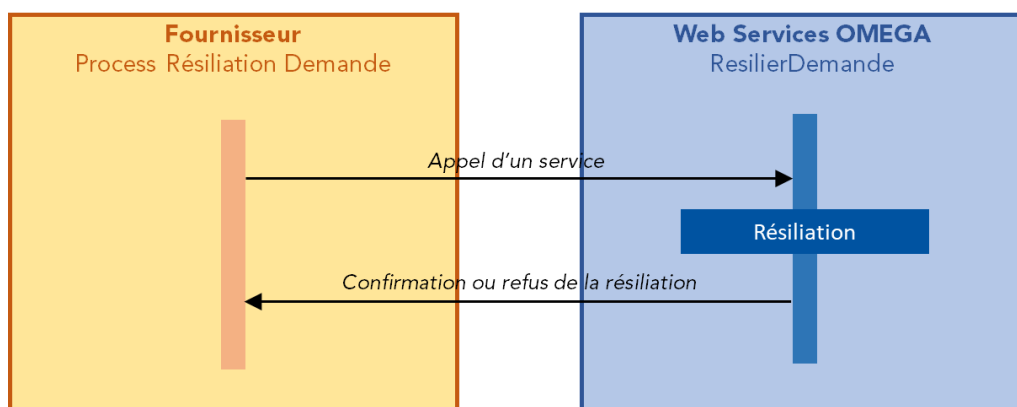 Fournisseur
Process Résiliation Demande
Web Services OMEGA
ResilierDemande
Appel d'un service
Résiliation
Confirmation ou refus de la résiliation